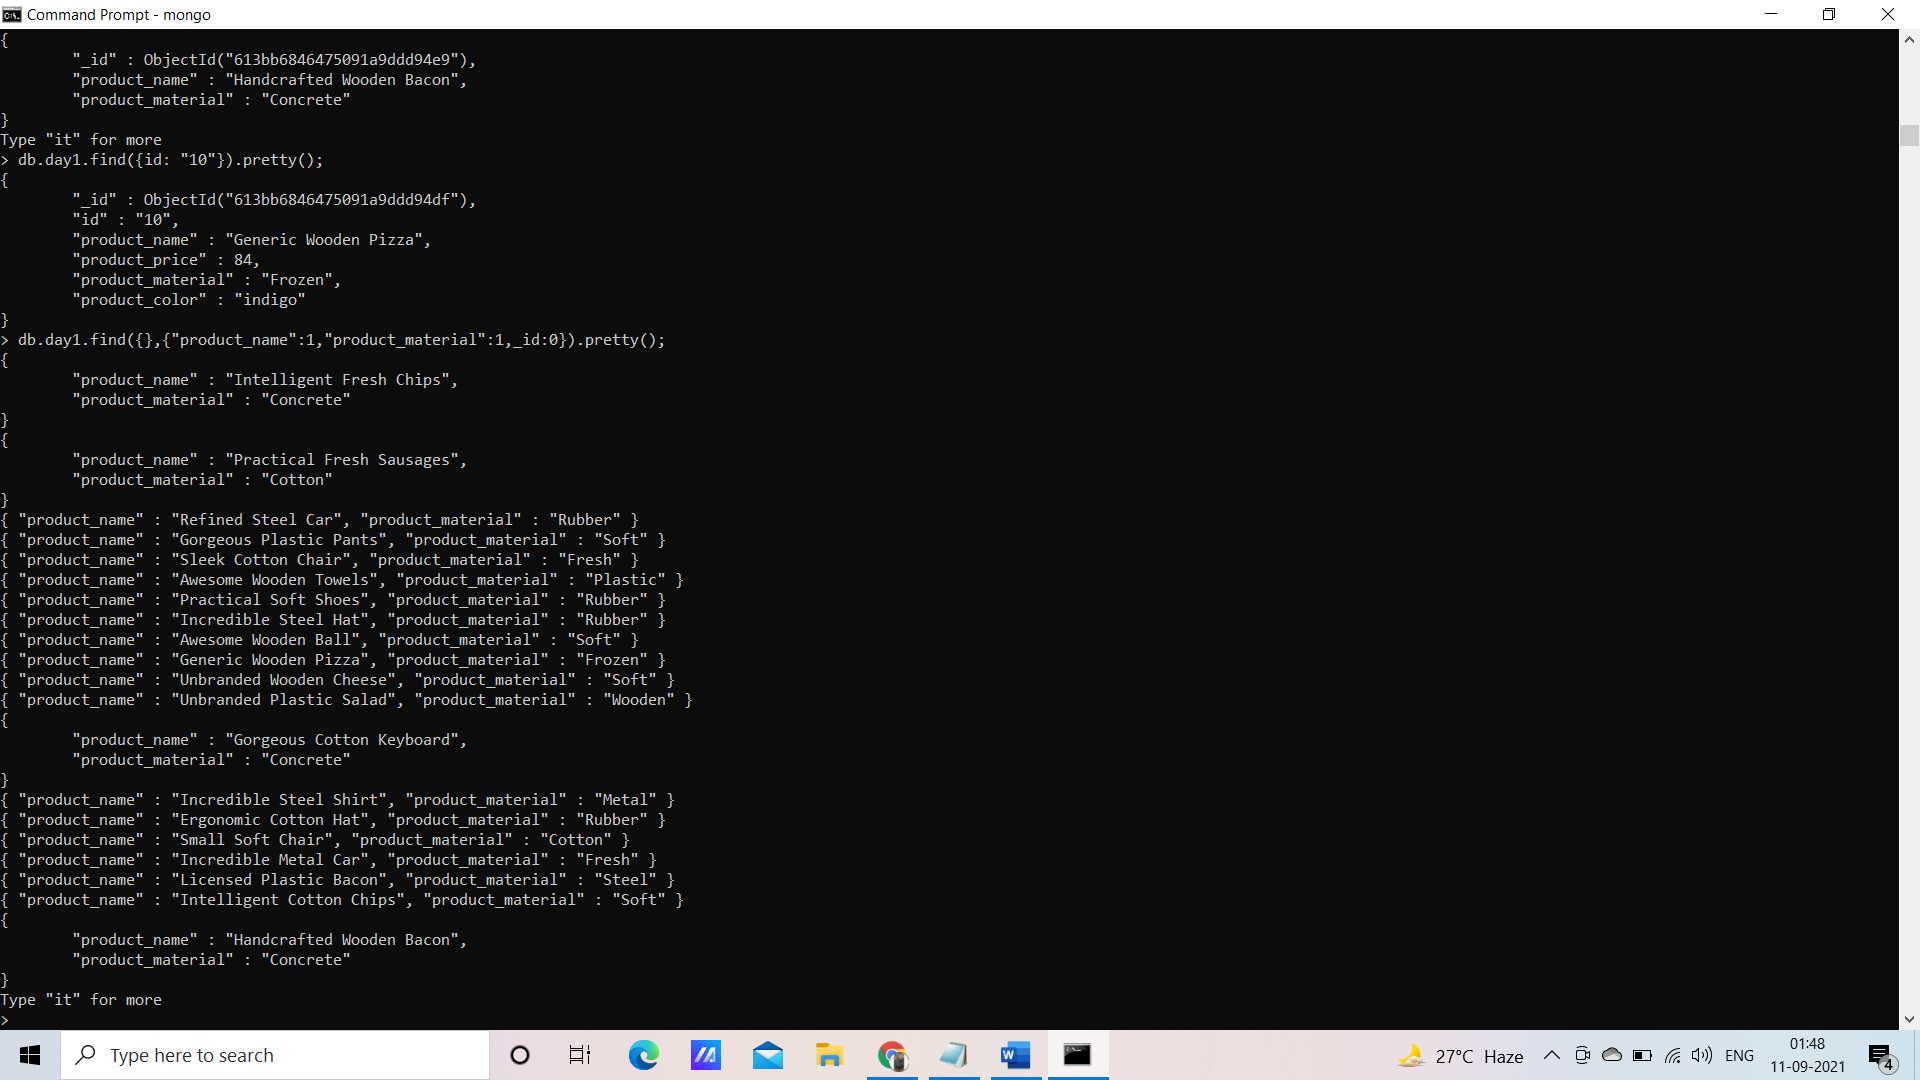 Command Prompt - mongo
{
"_id" : ObjectId("613bb6846475091a9ddd94e9"),
"product_name" : "Handcrafted Wooden Bacon",
"product_material" : "Concrete"
}
Type "it" for more
> db.day1.find({id: "10"}).pretty();
{
"_id" : ObjectId("613bb6846475091a9ddd94df"),
"id" : "10",
"product_name" : "Generic Wooden Pizza",
"product_price" : 84,
"product_material" : "Frozen",
"product_color" : "indigo"
}
> db.day1.find({},{"product_name":1,"product_material":1,_id:0}).pretty();
{
"product_name" : "Intelligent Fresh Chips",
"product_material" : "Concrete"
}
{
"product_name" : "Practical Fresh Sausages",
"product_material" : "Cotton"
}
{ "product_name" : "Refined Steel Car", "product_material" : "Rubber" }
{ "product_name" : "Gorgeous Plastic Pants", "product_material" : "Soft" }
{ "product_name" : "Sleek Cotton Chair", "product_material" : "Fresh" }
{ "product_name" : "Awesome Wooden Towels", "product_material" : "Plastic" }
{ "product_name" : "Practical Soft Shoes", "product_material" : "Rubber" }
{ "product_name" : "Incredible Steel Hat", "product_material" : "Rubber" }
{ "product_name" : "Awesome Wooden Ball", "product_material" : "Soft" }
{ "product_name" : "Generic Wooden Pizza", "product_material" : "Frozen" }
{ "product_name" : "Unbranded Wooden Cheese", "product_material" : "Soft" }
{ "product_name" : "Unbranded Plastic Salad", "product_material" : "Wooden" }
{
"product_name" : "Gorgeous Cotton Keyboard",
"product_material" : "Concrete"
}
{ "product_name" : "Incredible Steel Shirt", "product_material" : "Metal" }
{ "product_name" : "Ergonomic Cotton Hat", "product_material" : "Rubber" }
{ "product_name" : "Small Soft Chair", "product_material" : "Cotton" }
{ "product_name" : "Incredible Metal Car", "product_material" : "Fresh" }
{ "product_name" : "Licensed Plastic Bacon", "product_material" : "Steel" }
{ "product_name" : "Intelligent Cotton Chips", "product_material" : "Soft" }
{
"product_name" : "Handcrafted Wooden Bacon",
"product_material" : "Concrete"
}
Type "it" for more
>
Type here to search
W
27°C Haze
ENG
01:48
11-09-2021
4